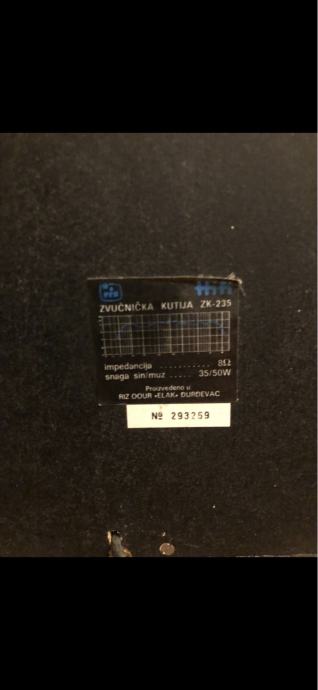 HiFi
ZVUČNIČKA KUTIJA ZK-235
impedancija ........... 8Ω
snaga sin/muz ..... 35/50W
Proizvedeno u
RIZ OOUR •ELAK• ĐURĐEVAC
№ 293259